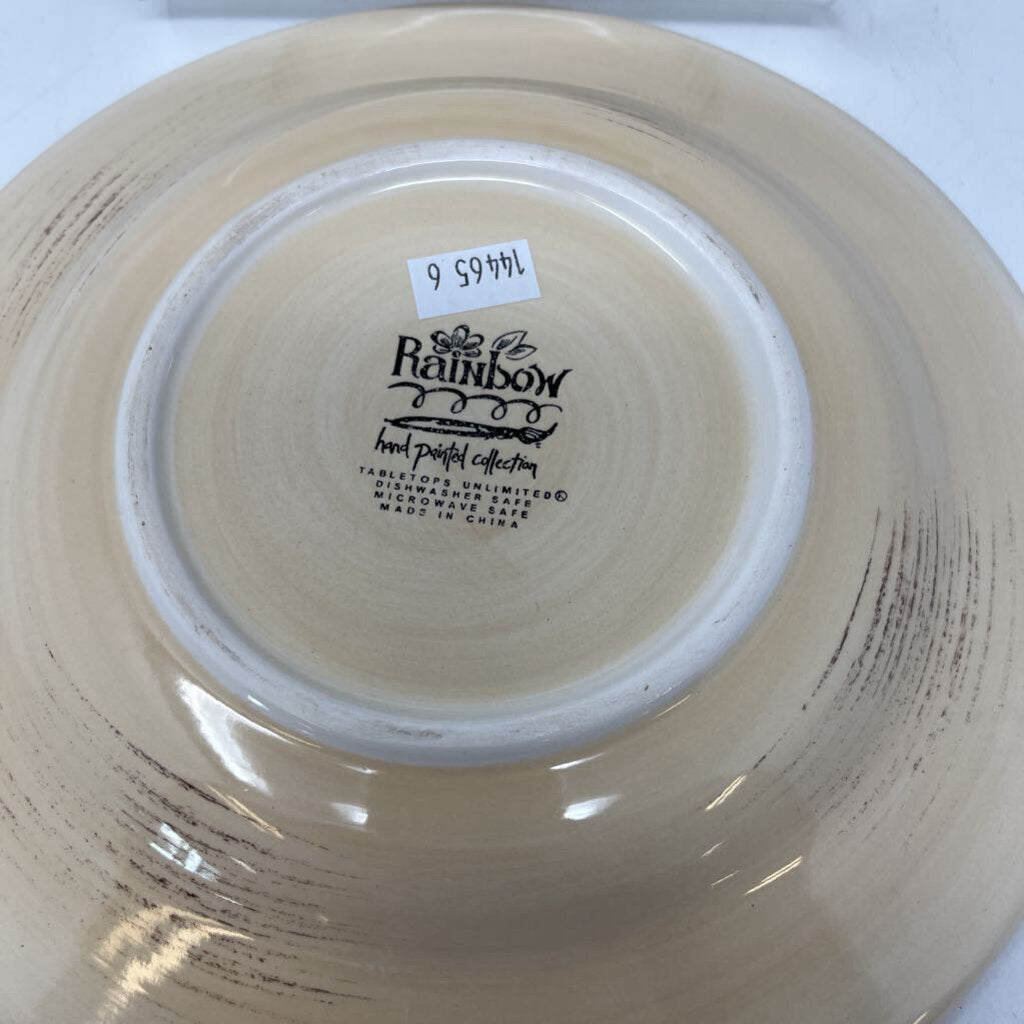 14465 6
Rainbow
hand painted collection
TABLETOPS UNLIMITED®
DISHWASHER SAFE
MICROWAVE SAFE
MADE IN CHINA